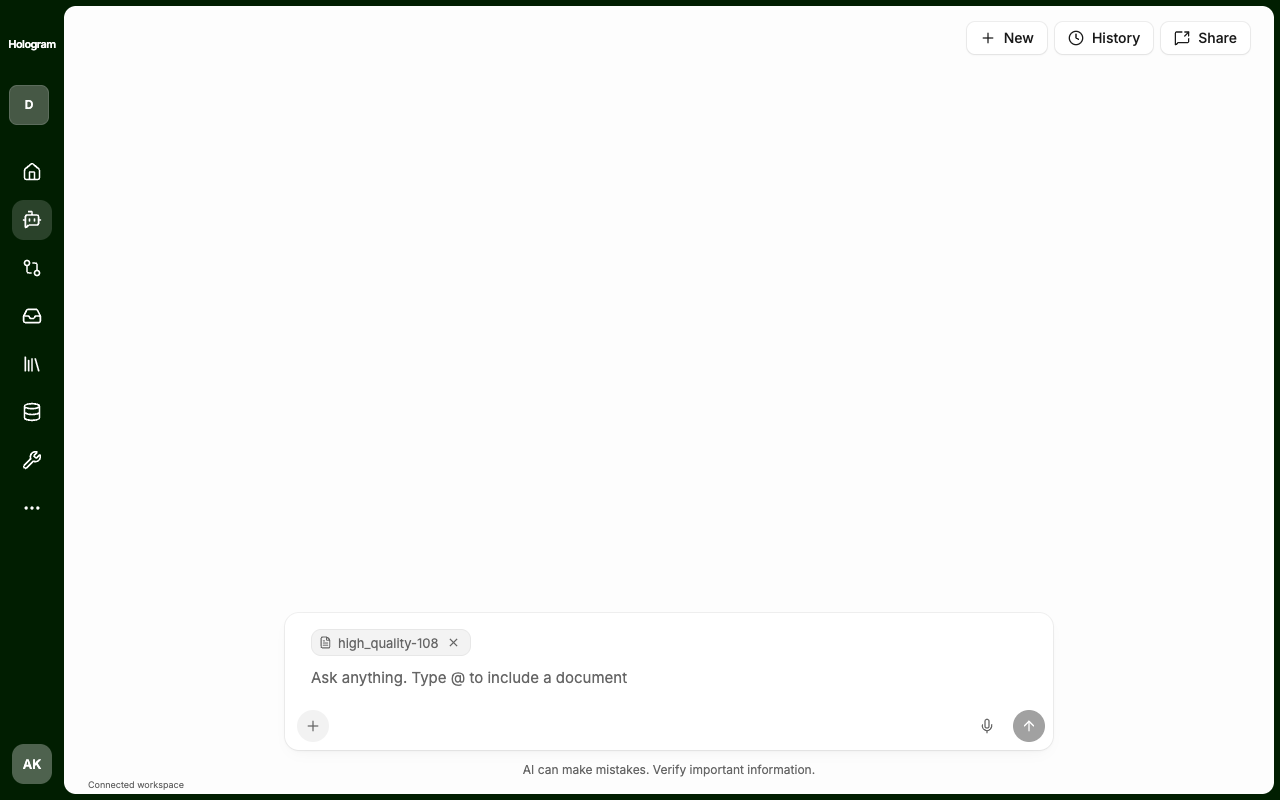 Hologram
New
History
Share
D
high_quality-108
Ask anything. Type @ to include a document
AI can make mistakes. Verify important information.
AK
Connected workspace